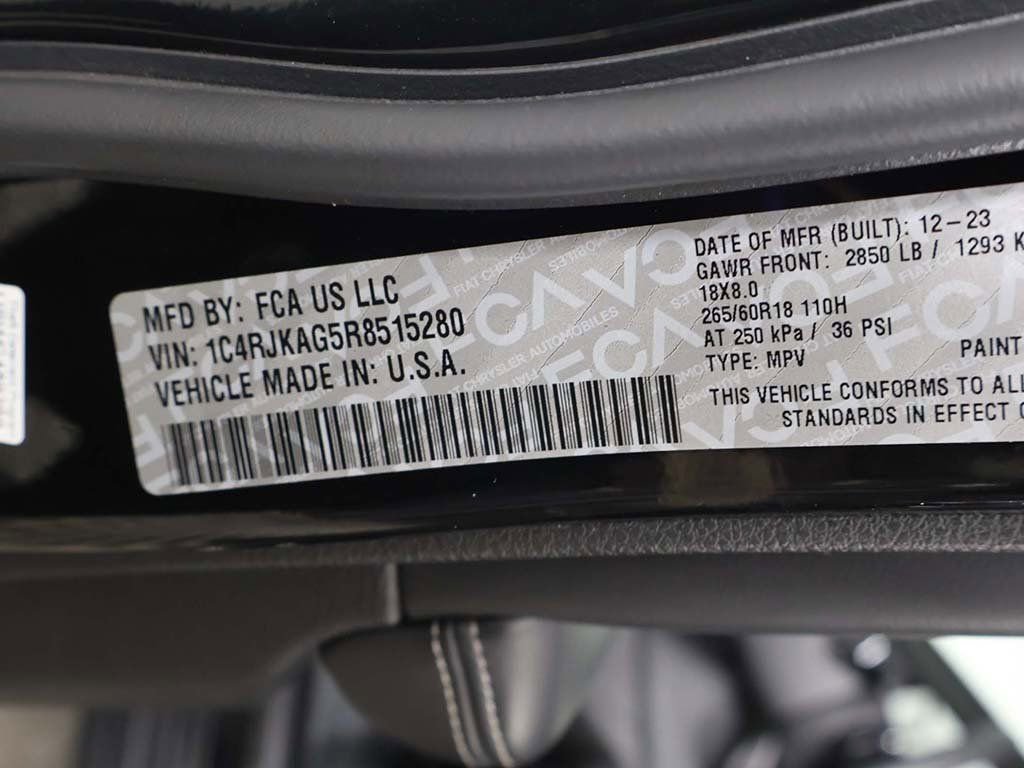 MFD BY: FCA US LLC
VIN: 1C4RJKAG5R8515280
VEHICLE MADE IN: U.S.A.
DATE OF MFR (BUILT): 12-23
GAWR FRONT: 2850 LB / 1293 K
18X8.0
265/60R18 110H
AT 250 kPa / 36 PSI
TYPE: MPV
PAINT
THIS VEHICLE CONFORMS TO ALL
STANDARDS IN EFFECT